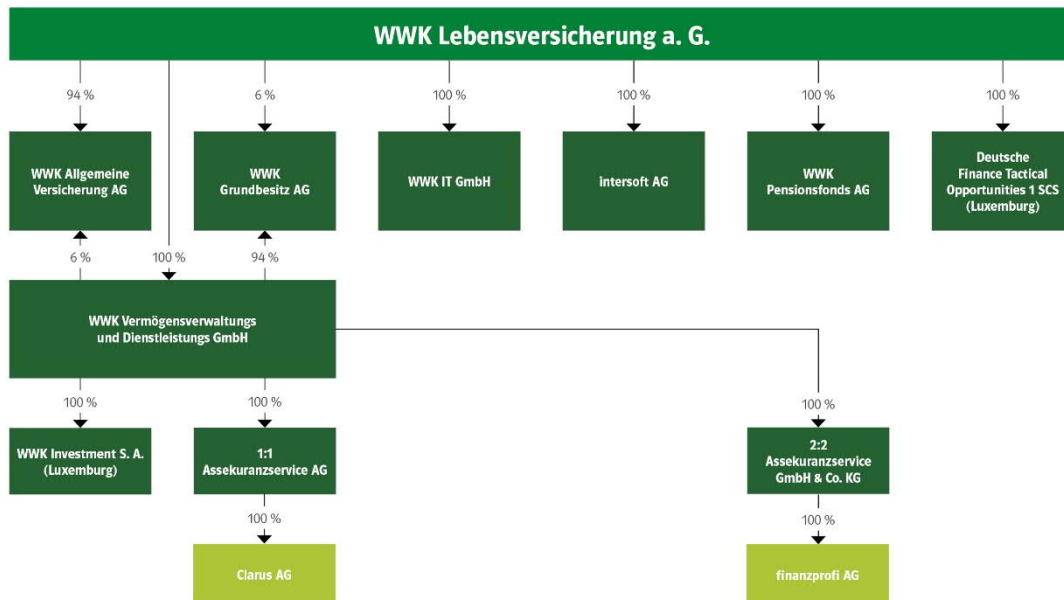 WWK Lebensversicherung a. G.
94 %
6 %
100 %
100 %
100 %
100 %
WWK Allgemeine
Versicherung AG
WWK
Grundbesitz AG
WWK IT GmbH
intersoft AG
WWK
Pensionsfonds AG
Deutsche
Finance Tactical
Opportunities 1 SCS
(Luxemburg)
6 %
100 %
94 %
WWK Vermögensverwaltungs
und Dienstleistungs GmbH
100 %
100 %
100 %
WWK Investment S. A.
(Luxemburg)
1:1
Assekuranzservice AG
2:2
Assekuranzservice
GmbH & Co. KG
100 %
100 %
Clarus AG
finanzprofi AG